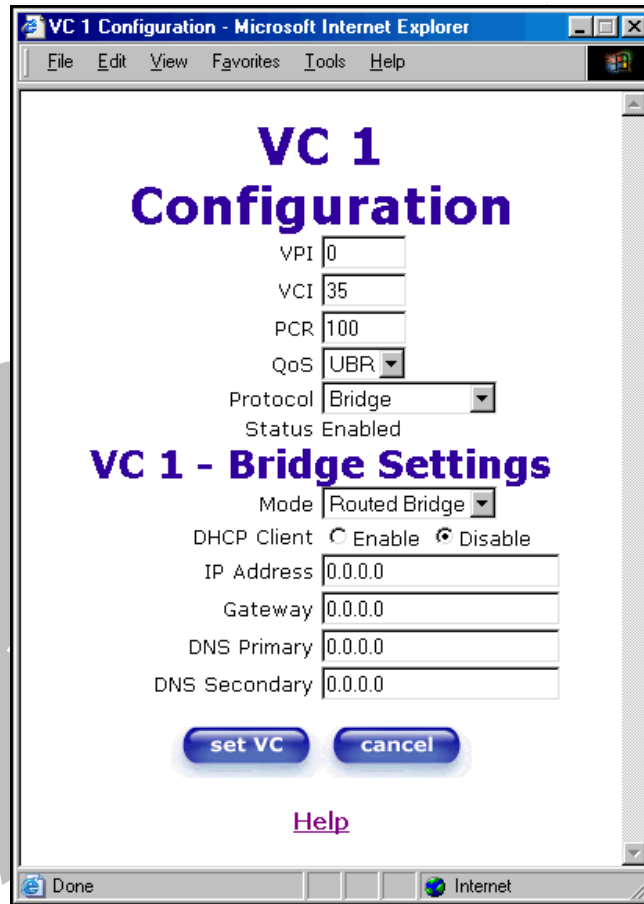 VC 1 Configuration - Microsoft Internet Explorer
File Edit View Favorites Tools Help
VC 1
Configuration
VPI 0
VCI 35
PCR 100
QoS UBR
Protocol Bridge
Status Enabled
VC 1 - Bridge Settings
Mode Routed Bridge
DHCP Client Enable Disable
IP Address 0.0.0.0
Gateway 0.0.0.0
DNS Primary 0.0.0.0
DNS Secondary 0.0.0.0
set VC cancel
Help
Done Internet